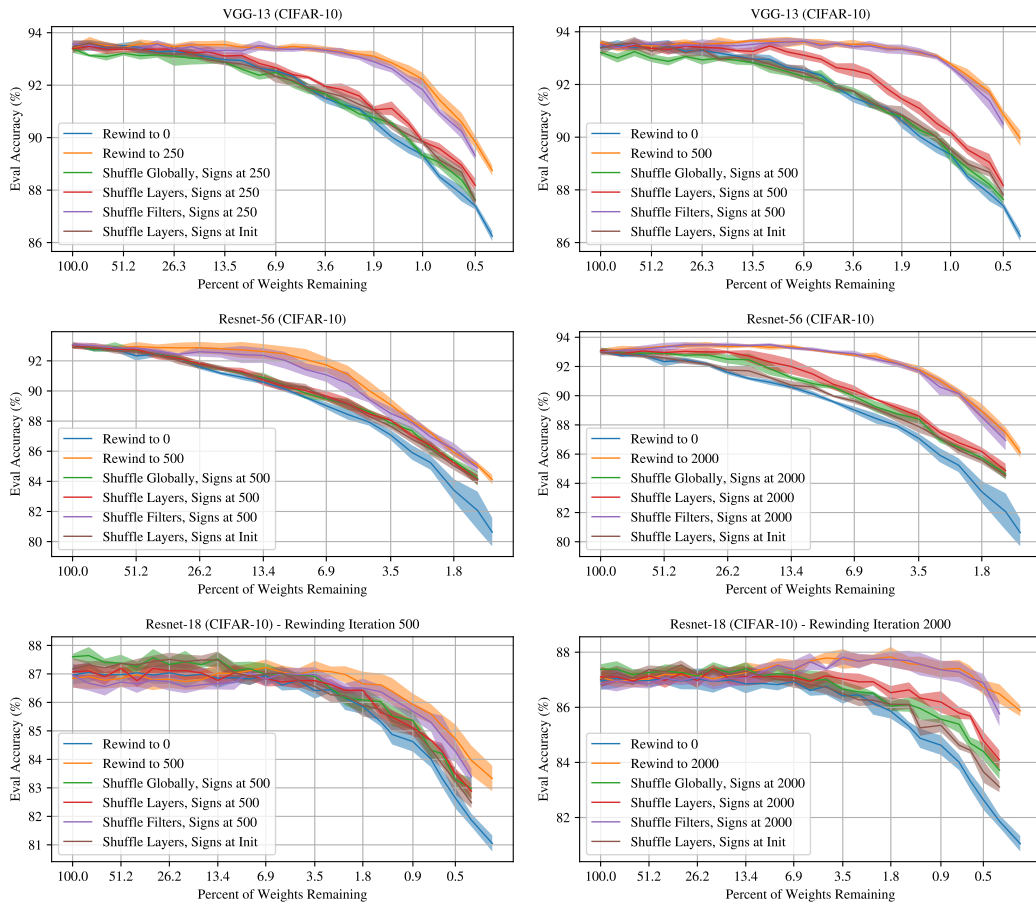 VGG-13 (CIFAR-10)
94
92
90
88
86
Eval Accuracy (%)
Rewind to 0
Rewind to 250
Shuffle Globally, Signs at 250
Shuffle Layers, Signs at 250
Shuffle Filters, Signs at 250
Shuffle Layers, Signs at Init
100.0 51.2 26.3 13.5 6.9 3.6 1.9 1.0 0.5
Percent of Weights Remaining
VGG-13 (CIFAR-10)
94
92
90
88
86
Eval Accuracy (%)
Rewind to 0
Rewind to 500
Shuffle Globally, Signs at 500
Shuffle Layers, Signs at 500
Shuffle Filters, Signs at 500
Shuffle Layers, Signs at Init
100.0 51.2 26.3 13.5 6.9 3.6 1.9 1.0 0.5
Percent of Weights Remaining
Resnet-56 (CIFAR-10)
92
90
88
86
84
82
80
Eval Accuracy (%)
Rewind to 0
Rewind to 500
Shuffle Globally, Signs at 500
Shuffle Layers, Signs at 500
Shuffle Filters, Signs at 500
Shuffle Layers, Signs at Init
100.0 51.2 26.2 13.4 6.9 3.5 1.8
Percent of Weights Remaining
Resnet-56 (CIFAR-10)
94
92
90
88
86
84
82
80
Eval Accuracy (%)
Rewind to 0
Rewind to 2000
Shuffle Globally, Signs at 2000
Shuffle Layers, Signs at 2000
Shuffle Filters, Signs at 2000
Shuffle Layers, Signs at Init
100.0 51.2 26.2 13.4 6.9 3.5 1.8
Percent of Weights Remaining
Resnet-18 (CIFAR-10) - Rewinding Iteration 500
88
87
86
85
84
83
82
81
Eval Accuracy (%)
Rewind to 0
Rewind to 500
Shuffle Globally, Signs at 500
Shuffle Layers, Signs at 500
Shuffle Filters, Signs at 500
Shuffle Layers, Signs at Init
100.0 51.2 26.2 13.4 6.9 3.5 1.8 0.9 0.5
Percent of Weights Remaining
Resnet-18 (CIFAR-10) - Rewinding Iteration 2000
88
86
84
82
Eval Accuracy (%)
Rewind to 0
Rewind to 2000
Shuffle Globally, Signs at 2000
Shuffle Layers, Signs at 2000
Shuffle Filters, Signs at 2000
Shuffle Layers, Signs at Init
100.0 51.2 26.2 13.4 6.9 3.5 1.8 0.9 0.5
Percent of Weights Remaining